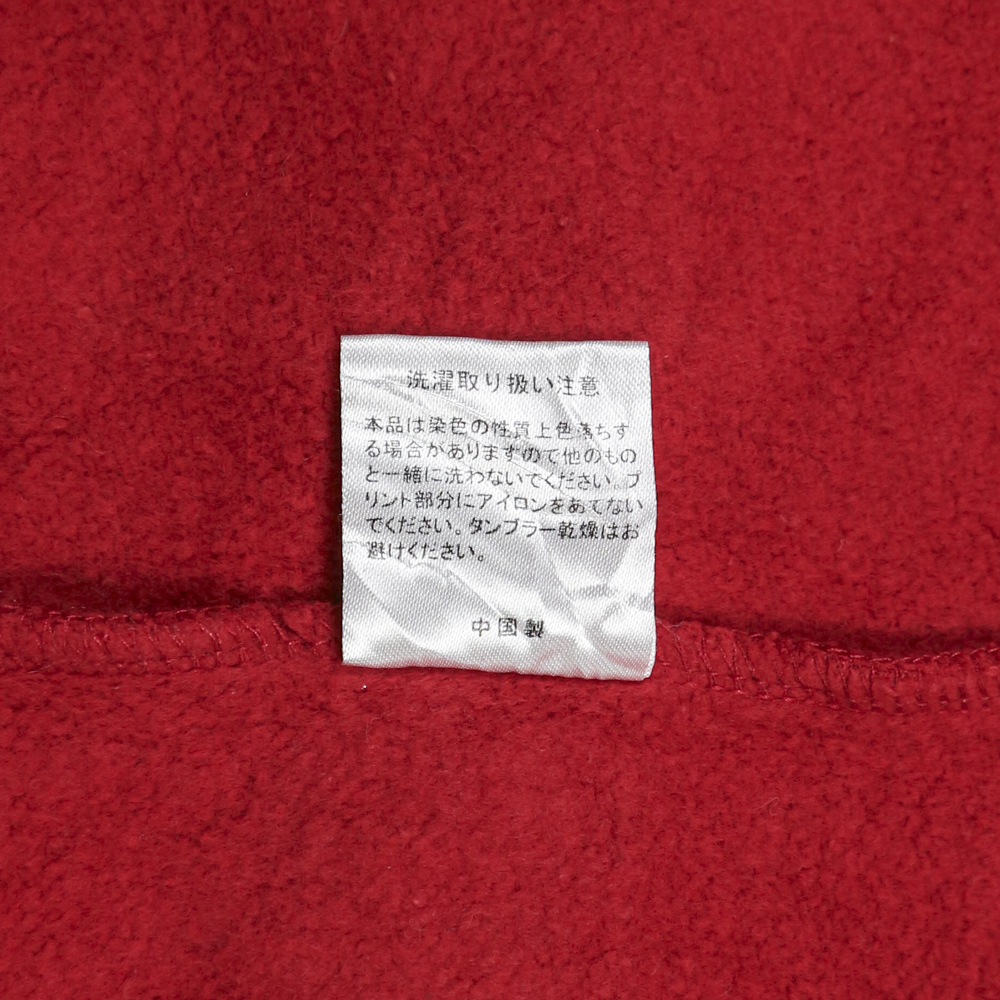 洗濯取り扱い注意
本品は染色の性質上色落ちす
る場合がありますので他のもの
と一緒に洗わないでください。プ
リント部分にアイロンをあてない
でください。タンブラー乾燥はお
避けください。
中国製